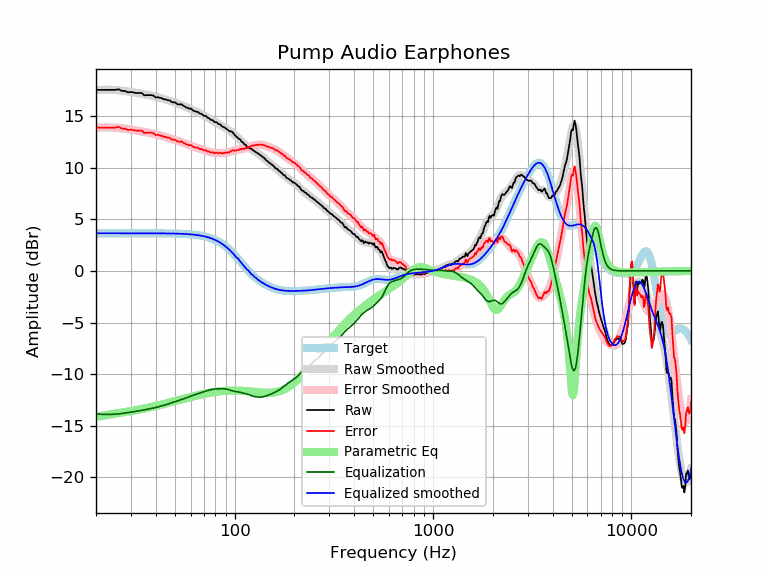 Pump Audio Earphones
Amplitude (dBr)
15
10
5
0
−5
−10
−15
−20
Target
Raw Smoothed
Error Smoothed
Raw
Error
Parametric Eq
Equalization
Equalized smoothed
100
1000
10000
Frequency (Hz)